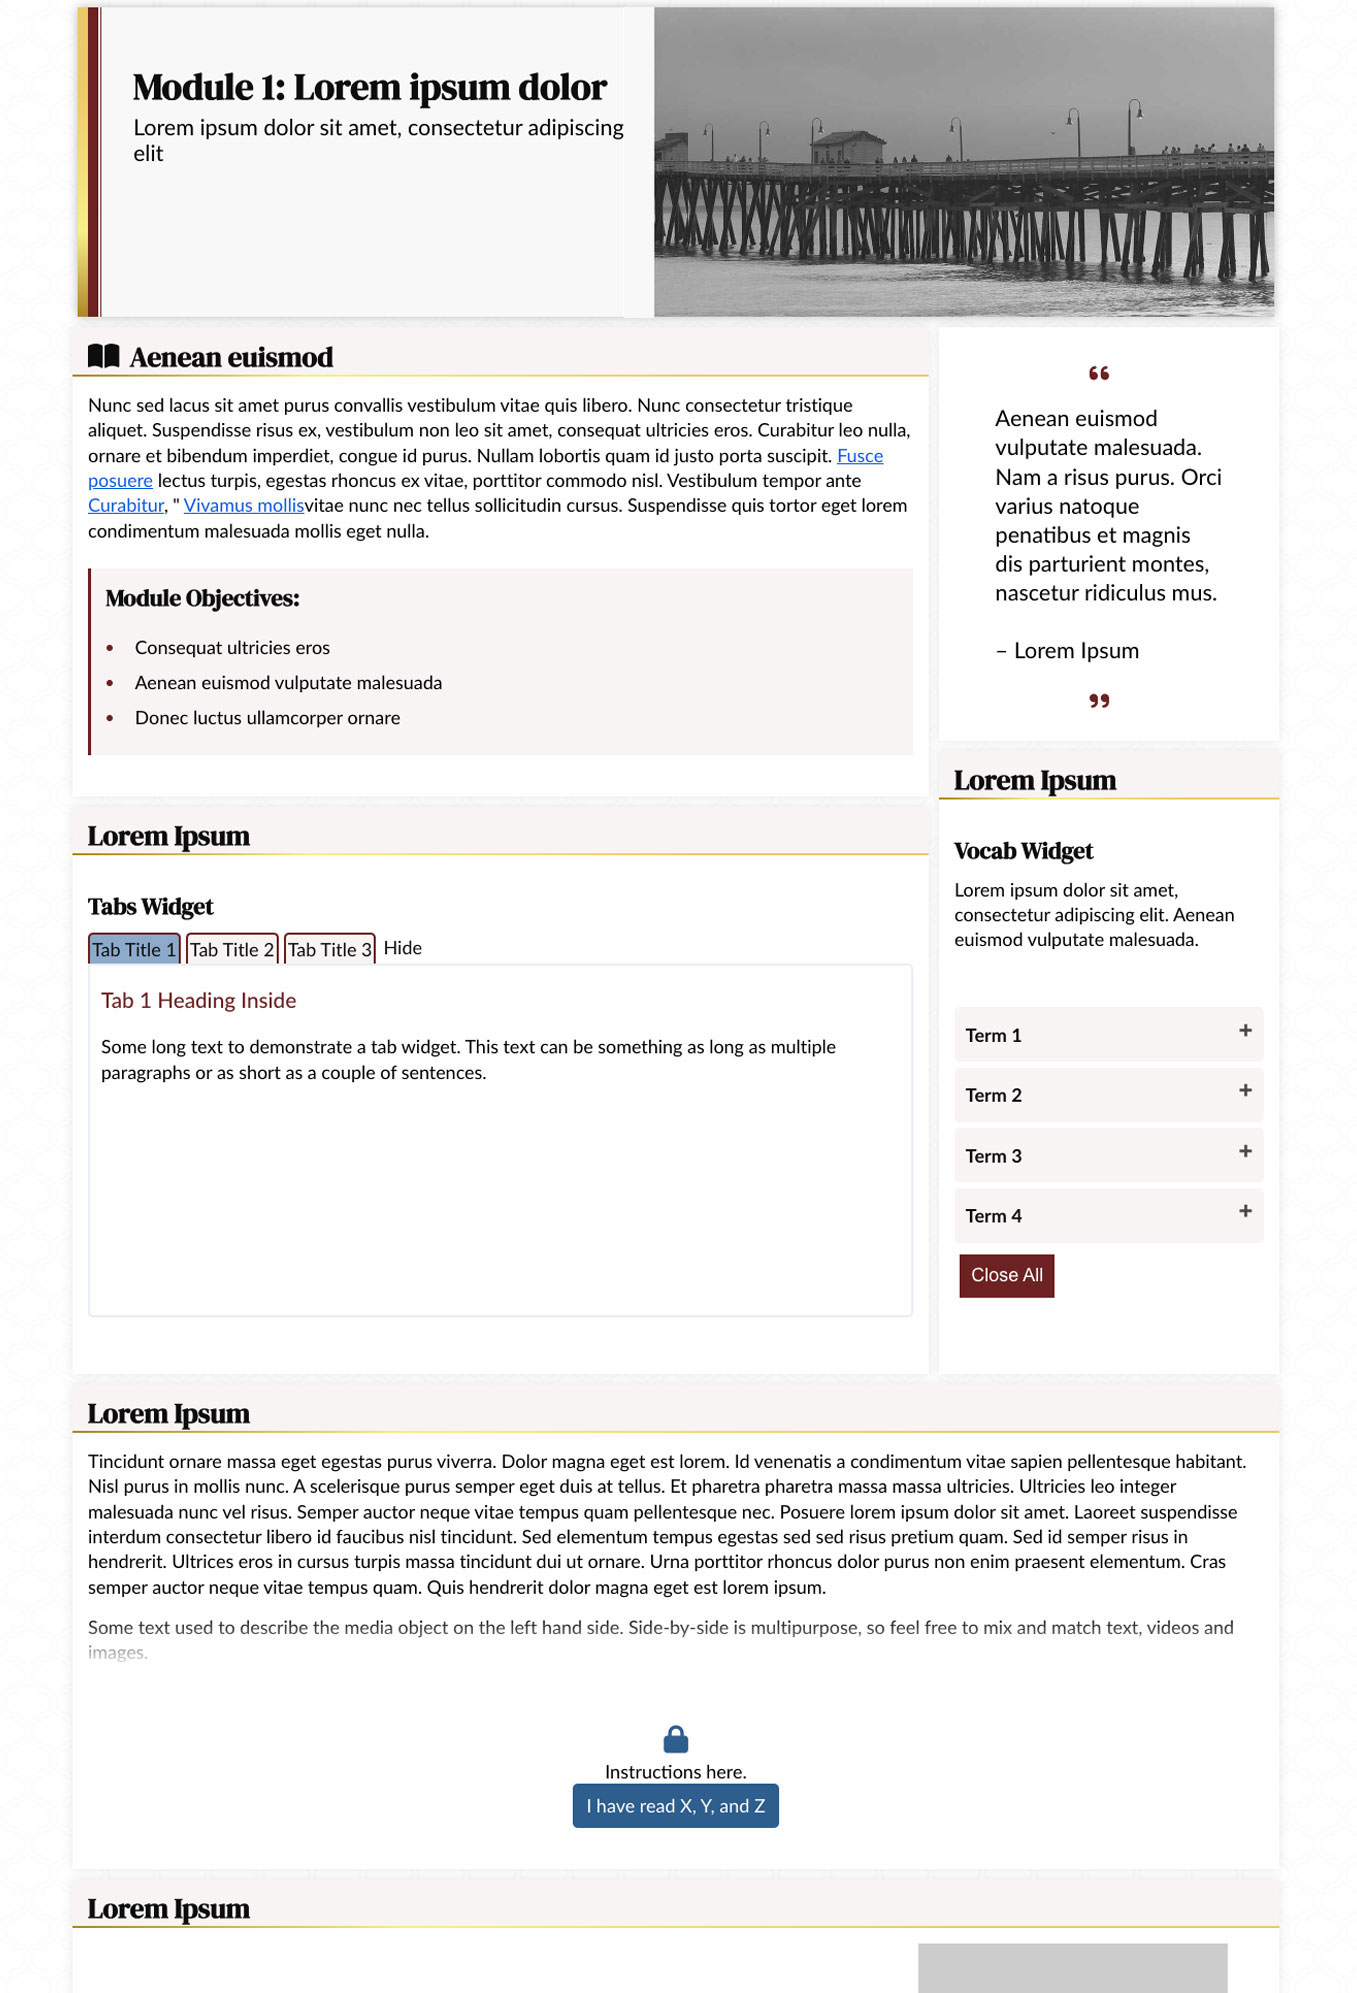 Module 1: Lorem ipsum dolor
Lorem ipsum dolor sit amet, consectetur adipiscing
elit
Aenean euismod
Nunc sed lacus sit amet purus convallis vestibulum vitae quis libero. Nunc consectetur tristique
aliquet. Suspendisse risus ex, vestibulum non leo sit amet, consequat ultricies eros. Curabitur leo nulla,
ornare et bibendum imperdiet, congue id purus. Nullam lobortis quam id justo porta suscipit. Fusce
posuere lectus turpis, egestas rhoncus ex vitae, porttitor commodo nisl. Vestibulum tempor ante
Curabitur, " Vivamus mollisvitae nunc nec tellus sollicitudin cursus. Suspendisse quis tortor eget lorem
condimentum malesuada mollis eget nulla.
Module Objectives:
• Consequat ultricies eros
• Aenean euismod vulputate malesuada
• Donec luctus ullamcorper ornare
“
Aenean euismod
vulputate malesuada.
Nam a risus purus. Orci
varius natoque
penatibus et magnis
dis parturient montes,
nascetur ridiculus mus.
– Lorem Ipsum
”
Lorem Ipsum
Tabs Widget
Tab Title 1 Tab Title 2 Tab Title 3 Hide
Tab 1 Heading Inside
Some long text to demonstrate a tab widget. This text can be something as long as multiple
paragraphs or as short as a couple of sentences.
Lorem Ipsum
Vocab Widget
Lorem ipsum dolor sit amet,
consectetur adipiscing elit. Aenean
euismod vulputate malesuada.
Term 1 +
Term 2 +
Term 3 +
Term 4 +
Close All
Lorem Ipsum
Tincidunt ornare massa eget egestas purus viverra. Dolor magna eget est lorem. Id venenatis a condimentum vitae sapien pellentesque habitant.
Nisl purus in mollis nunc. A scelerisque purus semper eget duis at tellus. Et pharetra pharetra massa massa ultricies. Ultricies leo integer
malesuada nunc vel risus. Semper auctor neque vitae tempus quam pellentesque nec. Posuere lorem ipsum dolor sit amet. Laoreet suspendisse
interdum consectetur libero id faucibus nisl tincidunt. Sed elementum tempus egestas sed sed risus pretium quam. Sed id semper risus in
hendrerit. Ultrices eros in cursus turpis massa tincidunt dui ut ornare. Urna porttitor rhoncus dolor purus non enim praesent elementum. Cras
semper auctor neque vitae tempus quam. Quis hendrerit dolor magna eget est lorem ipsum.
Some text used to describe the media object on the left hand side. Side-by-side is multipurpose, so feel free to mix and match text, videos and
images.
Instructions here.
I have read X, Y, and Z
Lorem Ipsum